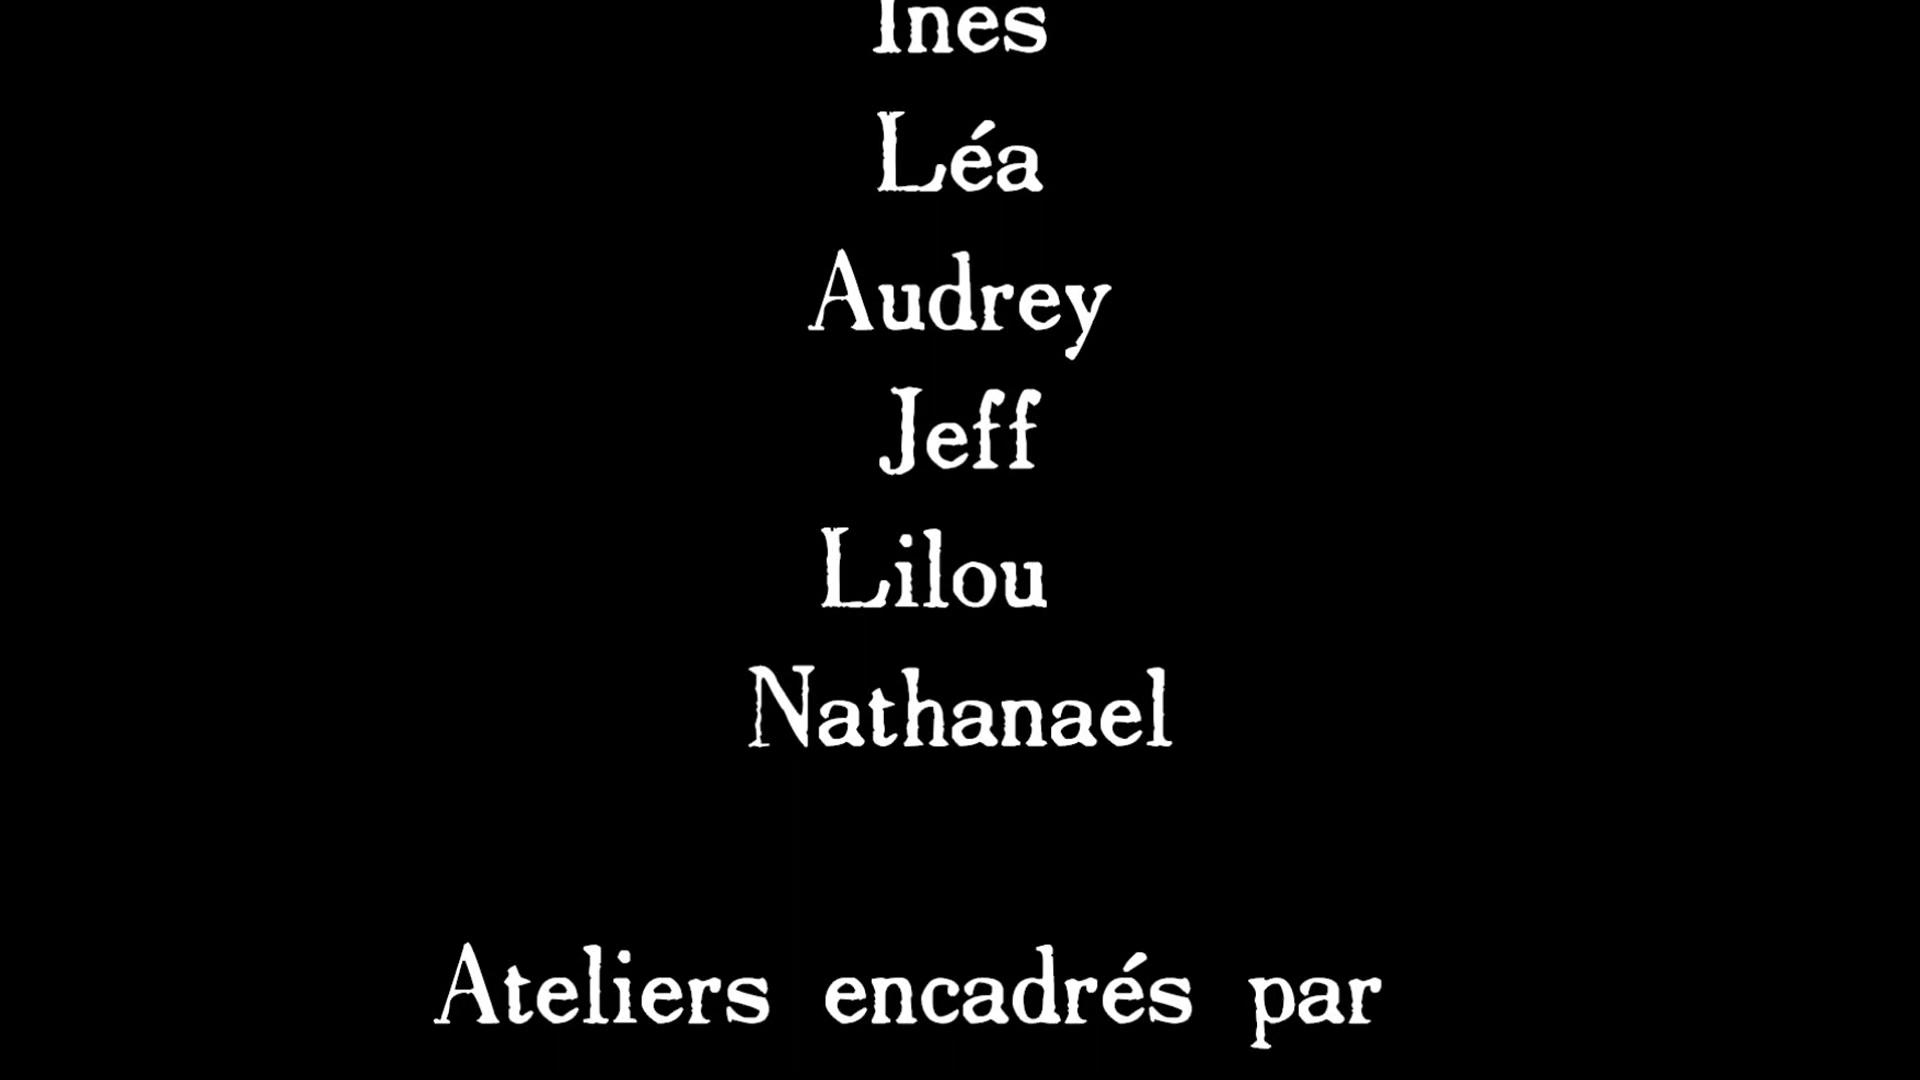 Ines
Léa
Audrey
Jeff
Lilou
Nathanael
Ateliers encadrés par